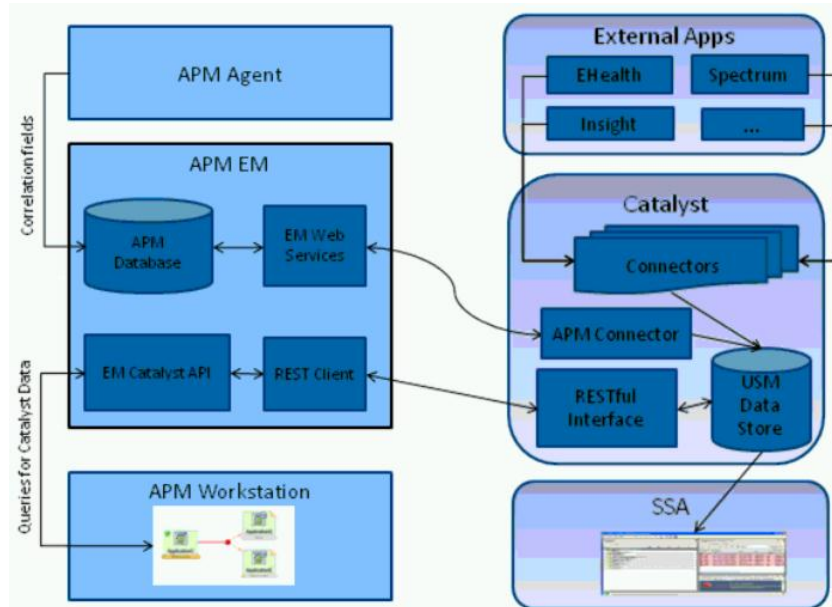 APM Agent
Correlation fields
APM EM
APM
Database
EM Web
Services
EM Catalyst API
REST Client
Queries for Catalyst Data
APM Workstation
External Apps
EHealth
Spectrum
Insight
...
Catalyst
Connectors
APM Connector
RESTful
Interface
USM
Data
Store
SSA